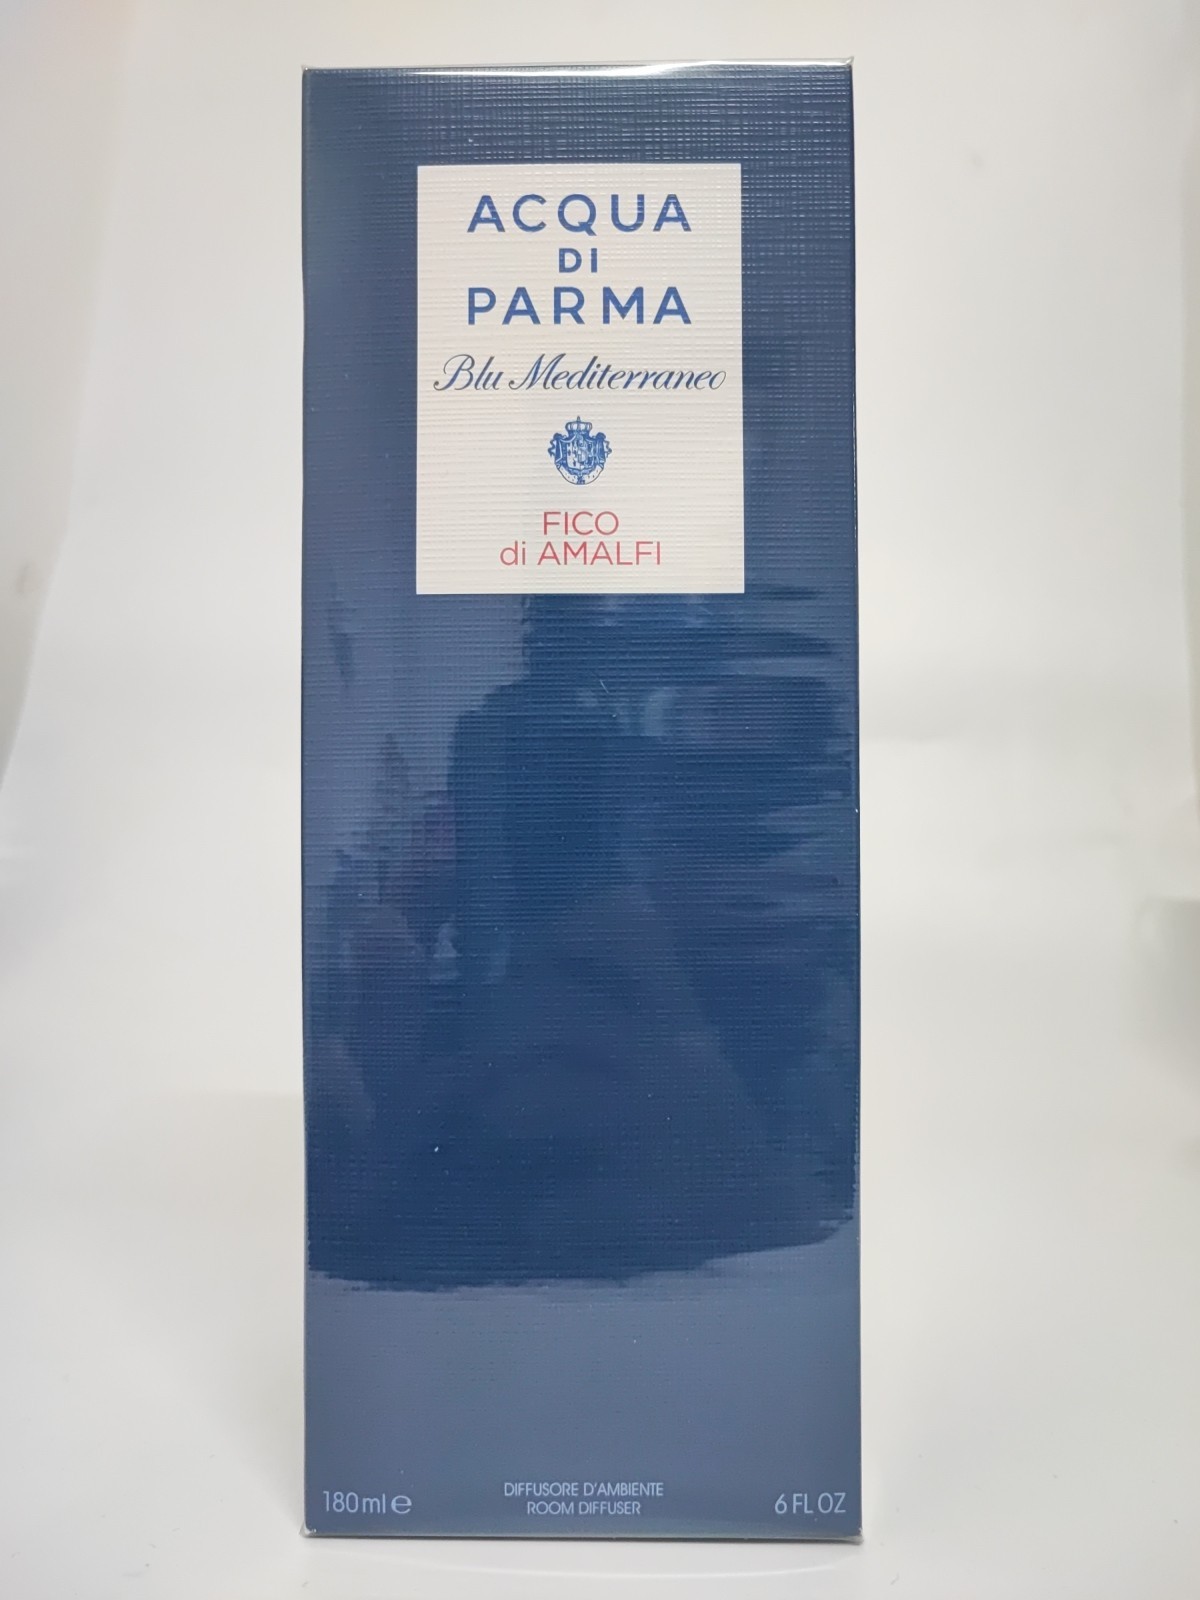 ACQUA
DI
PARMA
Blu Mediterraneo
FICO
di AMALFI
DIFFUSORE D'AMBIENTE
ROOM DIFFUSER
180ml e
6 FL OZ